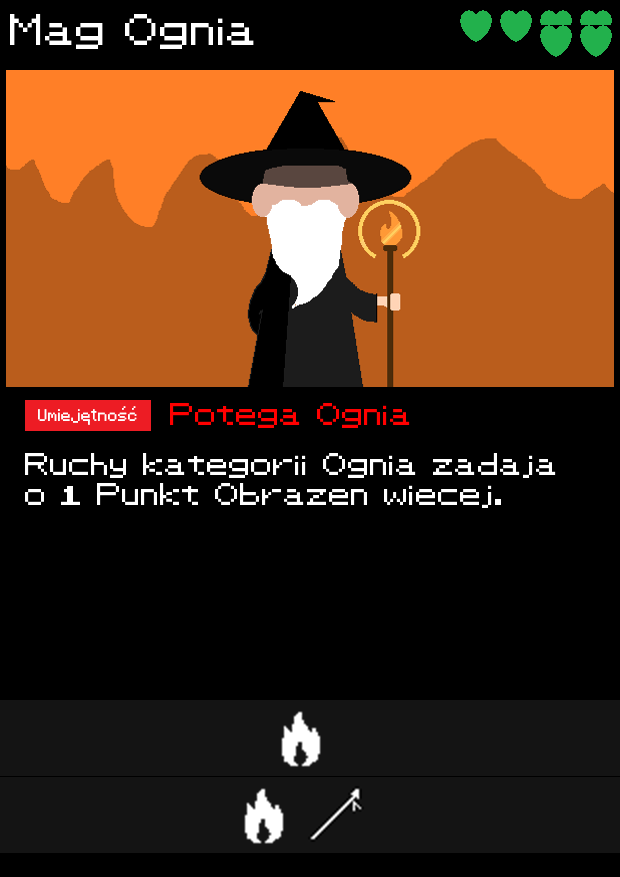 Mag Ognia
Umiejętność
Potega Ognia
Ruchy kategorii Ognia zadaja
o 1 Punkt Obrazen wiecej.